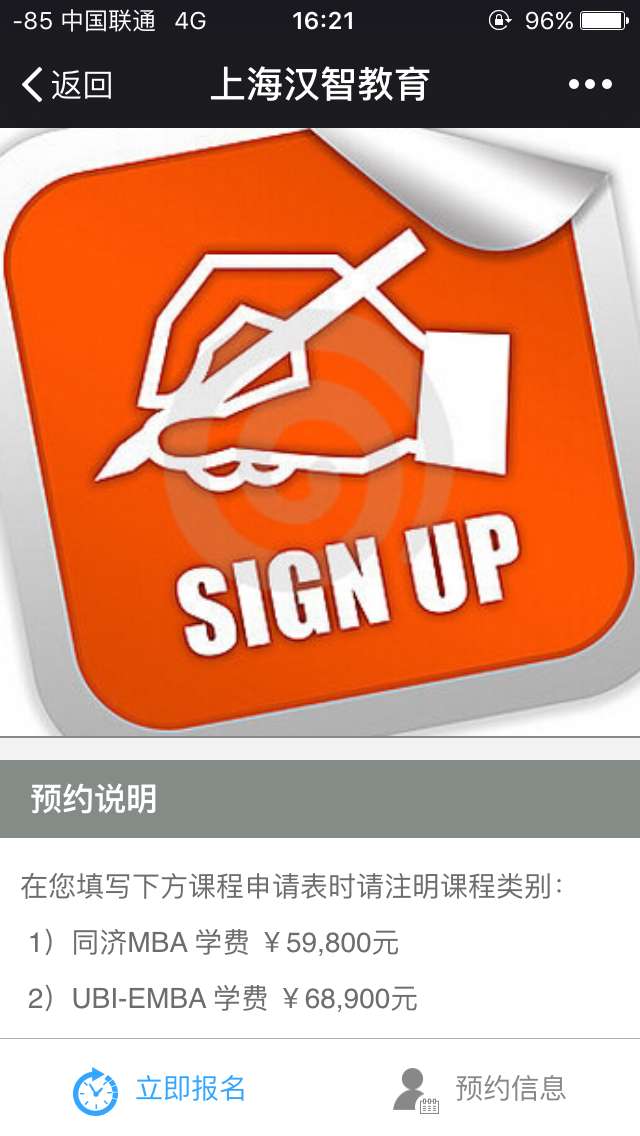 -85 中国联通 4G 16:21 96%
返回 上海汉智教育
SIGN UP
预约说明
在您填写下方课程申请表时请注明课程类别：
1）同济MBA 学费 ￥59,800元
2）UBI-EMBA 学费 ￥68,900元
立即报名 预约信息